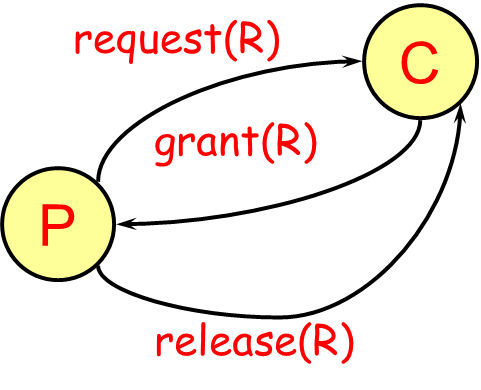 request(R)
C
grant(R)
P
release(R)